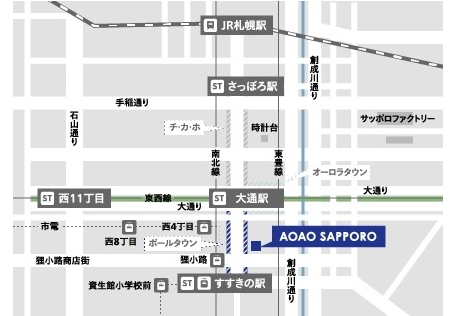 JR札幌駅
創成川通り
ST さっぽろ駅
手稲通り
石山通り
チ・カ・ホ
時計台
サッポロファクトリー
南北線
東豊線
オーロラタウン
ST 西11丁目
東西線
ST 大通駅
大通り
大通り
市電
西4丁目
西8丁目
ポールタウン
AOAO SAPPORO
狸小路商店街
狸小路
創成川通り
資生館小学校前
ST すすきの駅